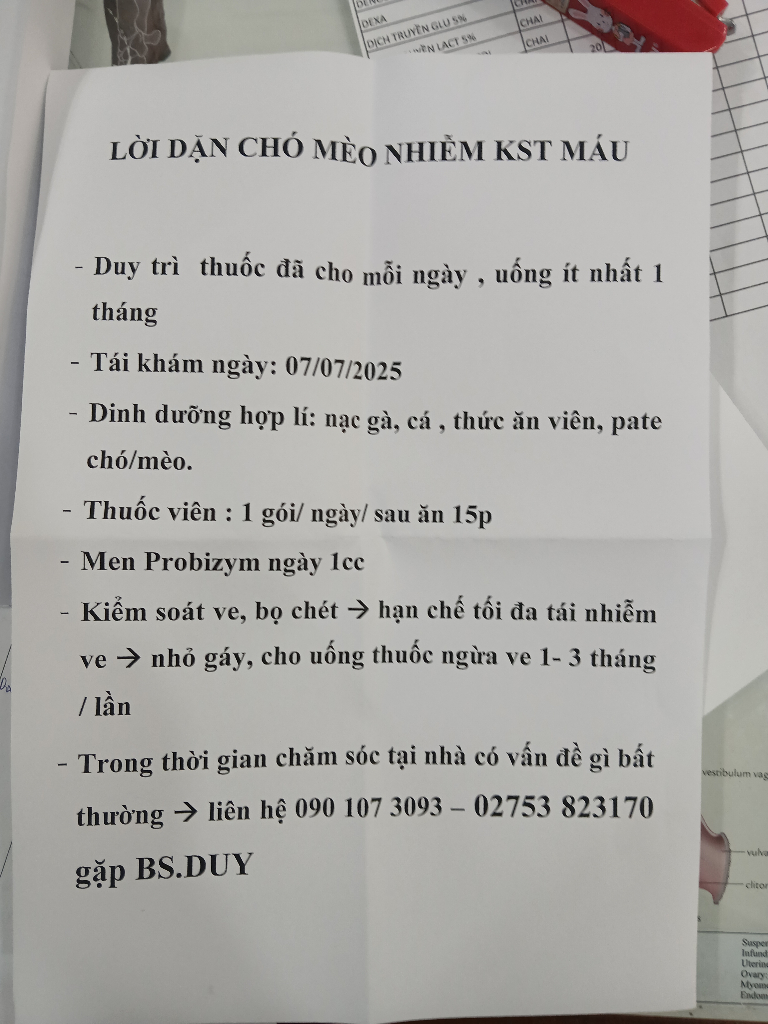 DEXA
CHAI
DỊCH TRUYỀN GLU 5%
CHAI
LACT 5%
CHAI
20
LỜI DẶN CHÓ MÈO NHIỄM KST MÁU
- Duy trì thuốc đã cho mỗi ngày , uống ít nhất 1
tháng
- Tái khám ngày: 07/07/2025
- Dinh dưỡng hợp lí: nạc gà, cá , thức ăn viên, pate
chó/mèo.
- Thuốc viên : 1 gói/ ngày/ sau ăn 15p
- Men Probizym ngày 1cc
- Kiểm soát ve, bọ chét → hạn chế tối đa tái nhiễm
ve → nhỏ gáy, cho uống thuốc ngừa ve 1- 3 tháng
/ lần
- Trong thời gian chăm sóc tại nhà có vấn đề gì bất
thường → liên hệ 090 107 3093 – 02753 823170
gặp BS.DUY
vestibulum vag
vulva
clitor
Suspe
Infund
Uterin
Ovary:
Myome
Endom